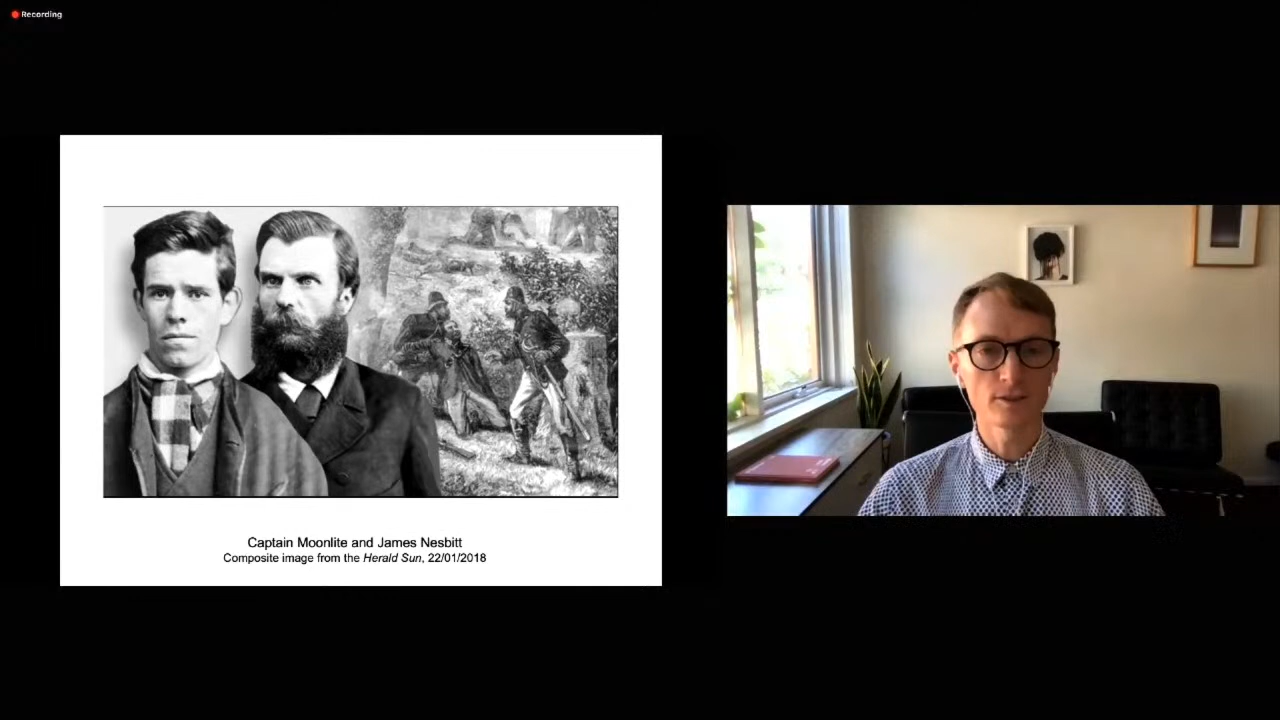 Recording
Captain Moonlite and James Nesbitt
Composite image from the Herald Sun, 22/01/2018